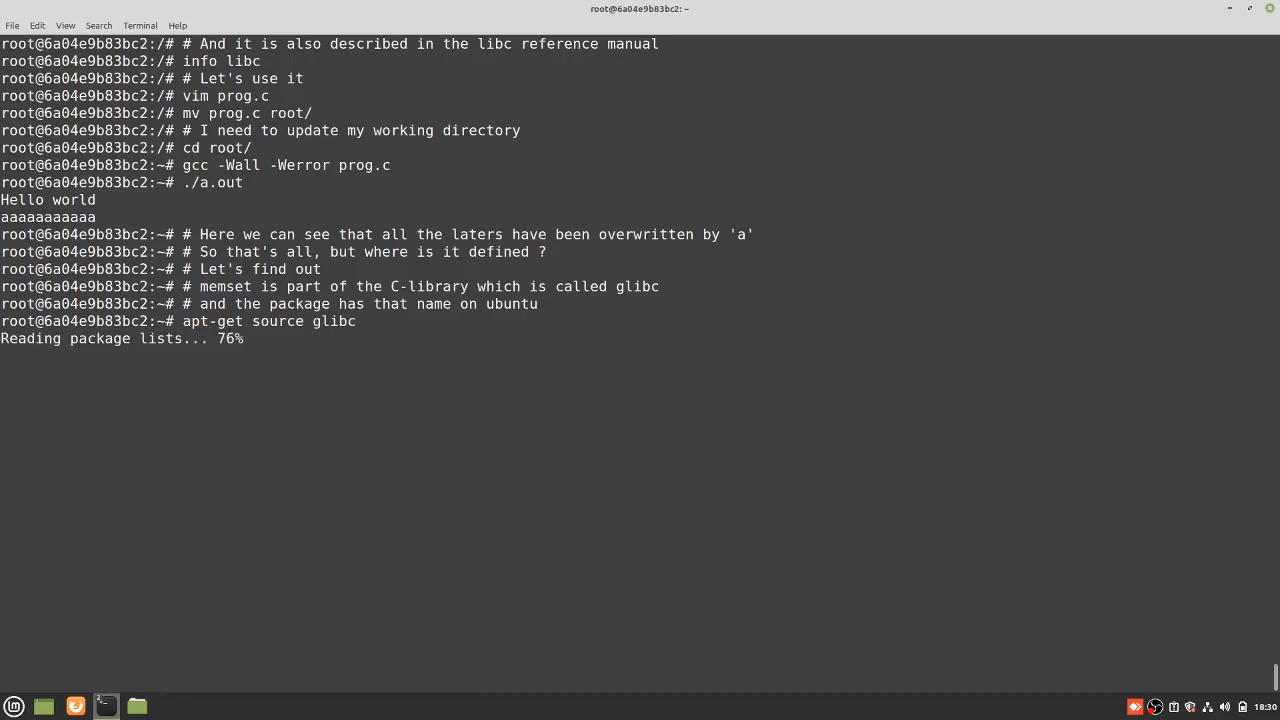 root@6a04e9b83bc2: ~
File Edit View Search Terminal Help
root@6a04e9b83bc2:/# # And it is also described in the libc reference manual
root@6a04e9b83bc2:/# info libc
root@6a04e9b83bc2:/# # Let's use it
root@6a04e9b83bc2:/# vim prog.c
root@6a04e9b83bc2:/# mv prog.c root/
root@6a04e9b83bc2:/# # I need to update my working directory
root@6a04e9b83bc2:/# cd root/
root@6a04e9b83bc2:~# gcc -Wall -Werror prog.c
root@6a04e9b83bc2:~# ./a.out
Hello world
aaaaaaaaaaa
root@6a04e9b83bc2:~# # Here we can see that all the laters have been overwritten by 'a'
root@6a04e9b83bc2:~# # So that's all, but where is it defined ?
root@6a04e9b83bc2:~# # Let's find out
root@6a04e9b83bc2:~# # memset is part of the C-library which is called glibc
root@6a04e9b83bc2:~# # and the package has that name on ubuntu
root@6a04e9b83bc2:~# apt-get source glibc
Reading package lists... 76%
18:30